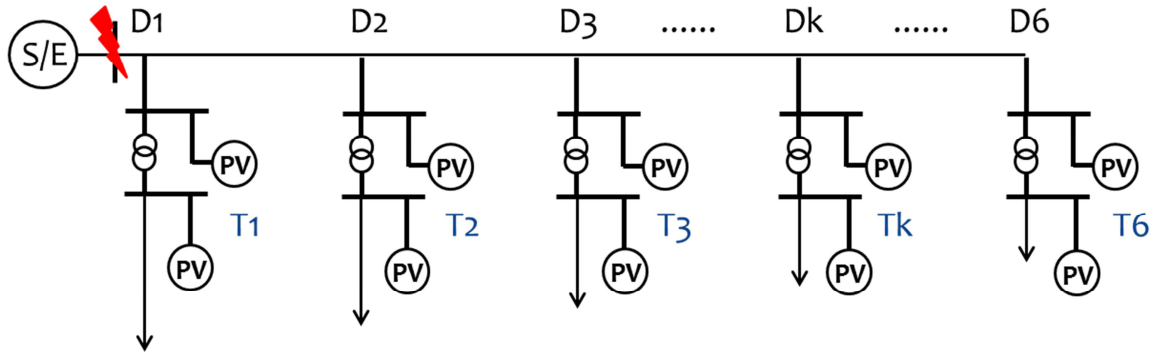 D1 D2 D3 ...... Dk ...... D6
S/E
PV PV PV PV PV
T1 T2 T3 Tk T6
PV PV PV PV PV